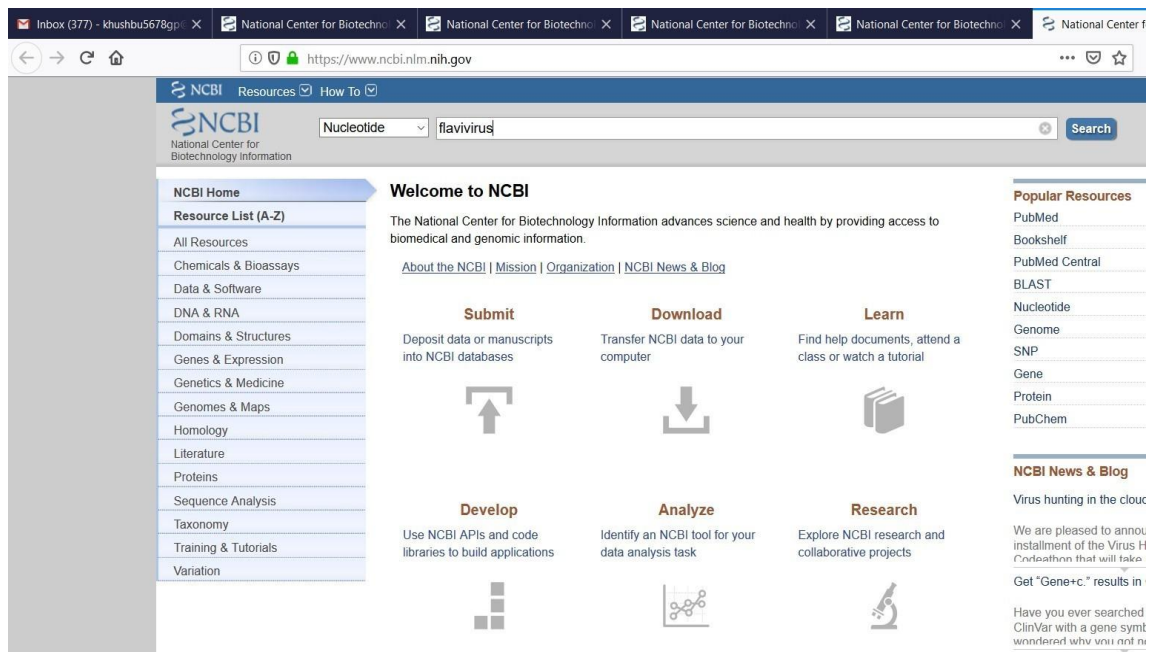 Inbox (377) - khushbu5678gp
National Center for Biotechno
National Center for Biotechno
National Center for Biotechno
National Center for Biotechno
National Center f
https://www.ncbi.nlm.nih.gov
NCBI Resources How To
NCBI
National Center for
Biotechnology Information
Nucleotide
flavivirus
Search
NCBI Home
Resource List (A-Z)
All Resources
Chemicals & Bioassays
Data & Software
DNA & RNA
Domains & Structures
Genes & Expression
Genetics & Medicine
Genomes & Maps
Homology
Literature
Proteins
Sequence Analysis
Taxonomy
Training & Tutorials
Variation
Welcome to NCBI
The National Center for Biotechnology Information advances science and health by providing access to
biomedical and genomic information.
About the NCBI | Mission | Organization | NCBI News & Blog
Submit
Deposit data or manuscripts
into NCBI databases
Download
Transfer NCBI data to your
computer
Learn
Find help documents, attend a
class or watch a tutorial
Develop
Use NCBI APIs and code
libraries to build applications
Analyze
Identify an NCBI tool for your
data analysis task
Research
Explore NCBI research and
collaborative projects
Popular Resources
PubMed
Bookshelf
PubMed Central
BLAST
Nucleotide
Genome
SNP
Gene
Protein
PubChem
NCBI News & Blog
Virus hunting in the cloud
We are pleased to annou
installment of the Virus H
Codeathon that will take
Get "Gene+c." results in
Have you ever searched
ClinVar with a gene symb
wondered why you got n